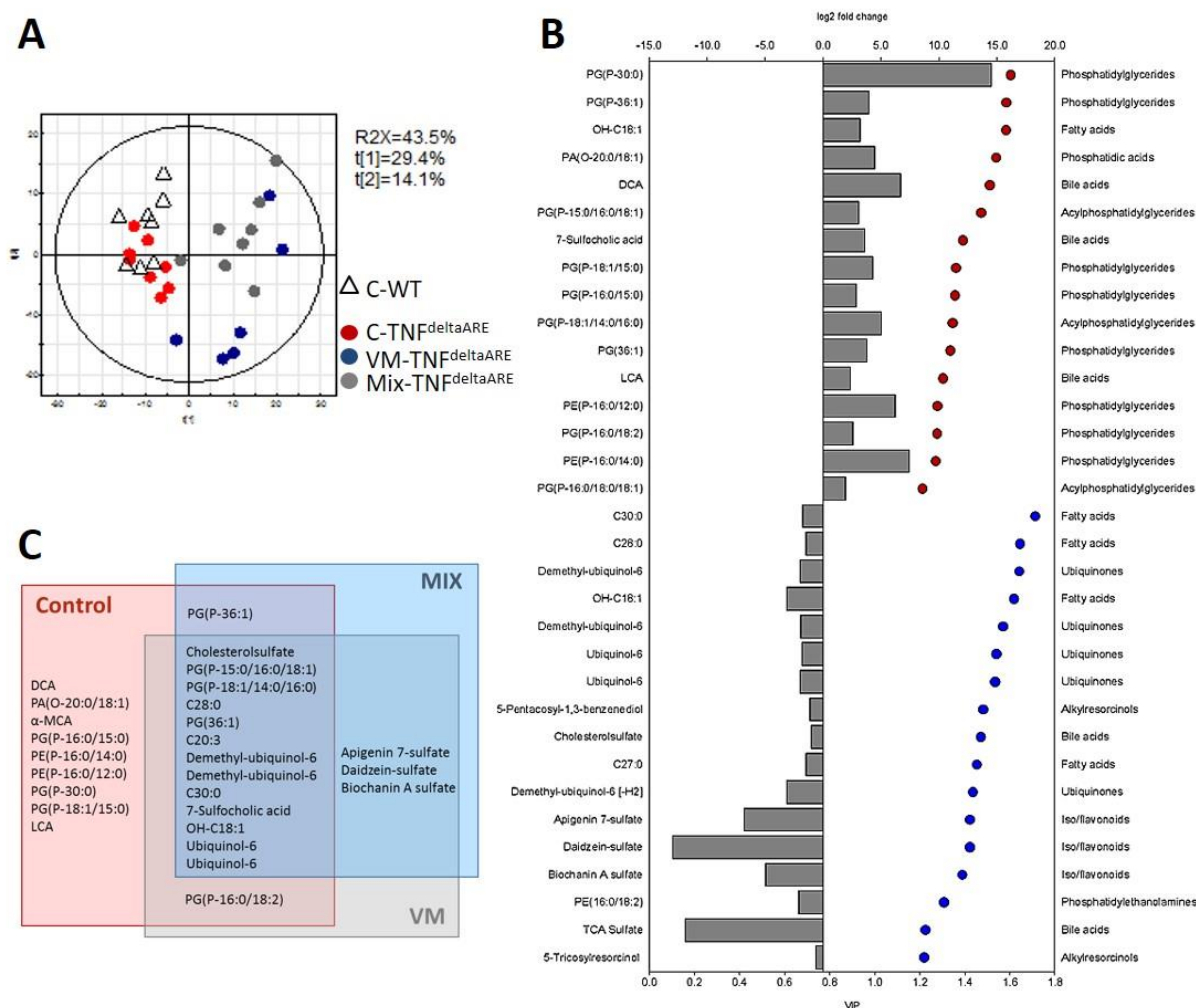 A
R2X=43.5%
t[1]=29.4%
t[2]=14.1%
20
10
0
-10
-20
-30
-20
-10
0
10
20
30
C-WT
C-TNFdeltaARE
VM-TNFdeltaARE
Mix-TNFdeltaARE
B
log2 fold change
-15.0 -10.0 -5.0 0.0 5.0 10.0 15.0 20.0
PG(P-30:0) Phosphatidylglycerides
PG(P-36:1) Phosphatidylglycerides
OH-C18:1 Fatty acids
PA(O-20:0/18:1) Phosphatidic acids
DCA Bile acids
PG(P-15:0/16:0/18:1) Acylphosphatidylglycerides
7-Sulfocholic acid Bile acids
PG(P-18:1/15:0) Phosphatidylglycerides
PG(P-16:0/15:0) Phosphatidylglycerides
PG(P-18:1/14:0/16:0) Acylphosphatidylglycerides
PG(36:1) Phosphatidylglycerides
LCA Bile acids
PE(P-16:0/12:0) Phosphatidylglycerides
PG(P-16:0/18:2) Phosphatidylglycerides
PE(P-16:0/14:0) Phosphatidylglycerides
PG(P-16:0/18:0/18:1) Acylphosphatidylglycerides
C30:0 Fatty acids
C28:0 Fatty acids
Demethyl-ubiquinol-6 Ubiquinones
OH-C16:1 Fatty acids
Demethyl-ubiquinol-6 Ubiquinones
Ubiquinol-6 Ubiquinones
Ubiquinol-6 Ubiquinones
5-Pentacosyl-1,3-benzenediol Alkylresorcinols
Cholesterolsulfate Bile acids
C27:0 Fatty acids
Demethyl-ubiquinol-6 [-H2] Ubiquinones
Apigenin 7-sulfate Iso/flavonoids
Daidzein-sulfate Iso/flavonoids
Biochanin A sulfate Iso/flavonoids
PE(16:0/18:2) Phosphatidylethanolamines
TCA Sulfate Bile acids
5-Tricosylresorcinol Alkylresorcinols
0.0 0.2 0.4 0.6 0.8 1.0 1.2 1.4 1.6 1.8
VIP
C
Control
MIX
VM
DCA
PA(O-20:0/18:1)
α-MCA
PG(P-16:0/15:0)
PE(P-16:0/14:0)
PE(P-16:0/12:0)
PG(P-30:0)
PG(P-18:1/15:0)
LCA
PG(P-36:1)
Cholesterolsulfate
PG(P-15:0/16:0/18:1)
PG(P-18:1/14:0/16:0)
C28:0
PG(36:1)
C20:3
Demethyl-ubiquinol-6
Demethyl-ubiquinol-6
C30:0
7-Sulfocholic acid
OH-C18:1
Ubiquinol-6
Ubiquinol-6
PG(P-16:0/18:2)
Apigenin 7-sulfate
Daidzein-sulfate
Biochanin A sulfate